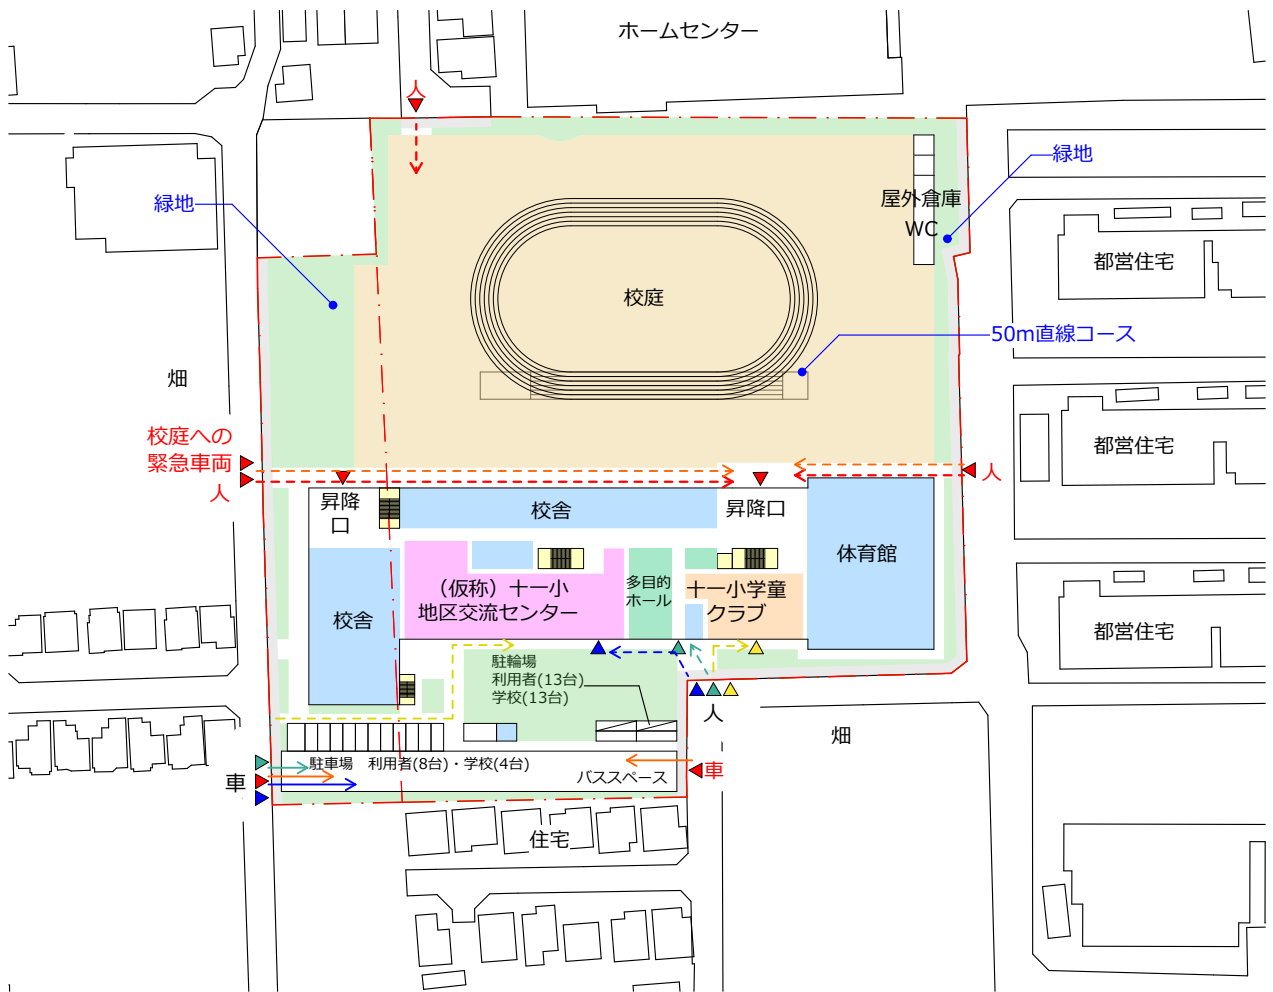 ホームセンター
人
緑地
緑地
屋外倉庫
WC
都営住宅
校庭
50m直線コース
畑
校庭への
緊急車両
人
人
都営住宅
昇降
口
校舎
昇降口
体育館
(仮称)十一小
地区交流センター
多目的
ホール
十一小学童
クラブ
校舎
都営住宅
駐輪場
利用者(13台)
学校(13台)
人
畑
車
駐車場 利用者(8台)・学校(4台)
バススペース
車
住宅